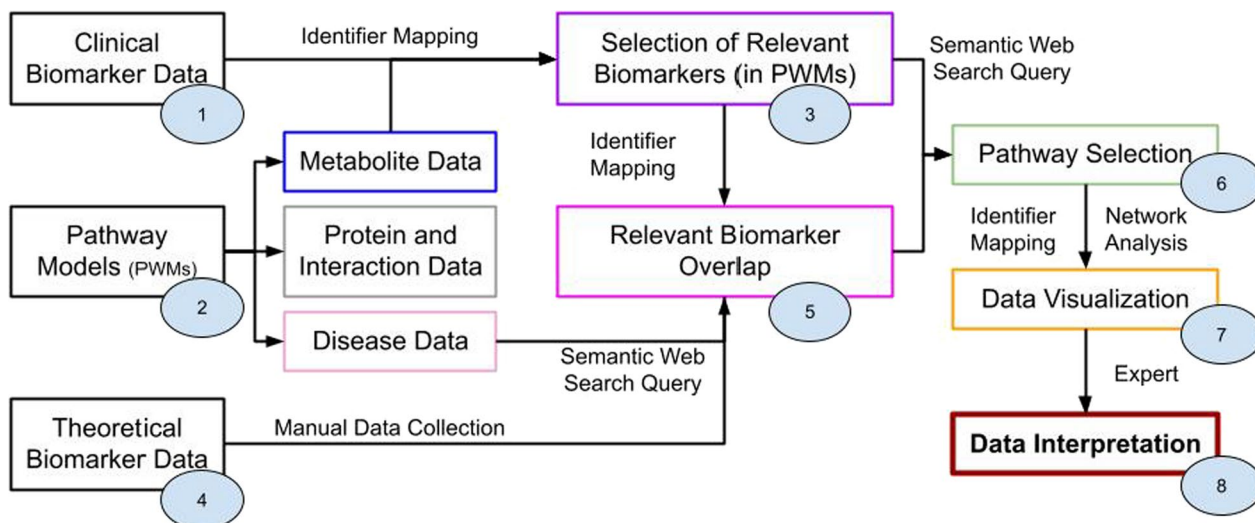 Clinical
Biomarker Data
1
Identifier Mapping
Selection of Relevant
Biomarkers (in PWMs)
3
Semantic Web
Search Query
Metabolite Data
Identifier
Mapping
Pathway Selection
6
Pathway
Models (PWMs)
2
Protein and
Interaction Data
Relevant Biomarker
Overlap
5
Identifier
Mapping
Network
Analysis
Data Visualization
7
Disease Data
Semantic Web
Search Query
Expert
Theoretical
Biomarker Data
4
Manual Data Collection
Data Interpretation
8